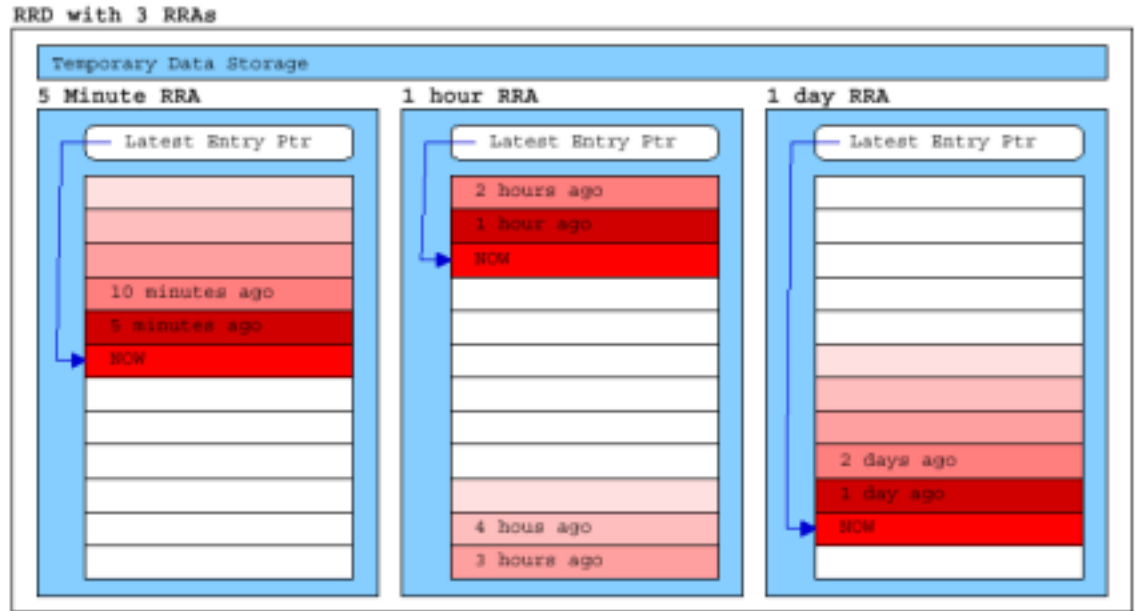 RRD with 3 RRAs
Temporary Data Storage
5 Minute RRA
Latest Entry Ptr
10 minutes ago
5 minutes ago
NOW
1 hour RRA
Latest Entry Ptr
2 hours ago
1 hour ago
NOW
4 hous ago
3 hours ago
1 day RRA
Latest Entry Ptr
2 days ago
1 day ago
NOW